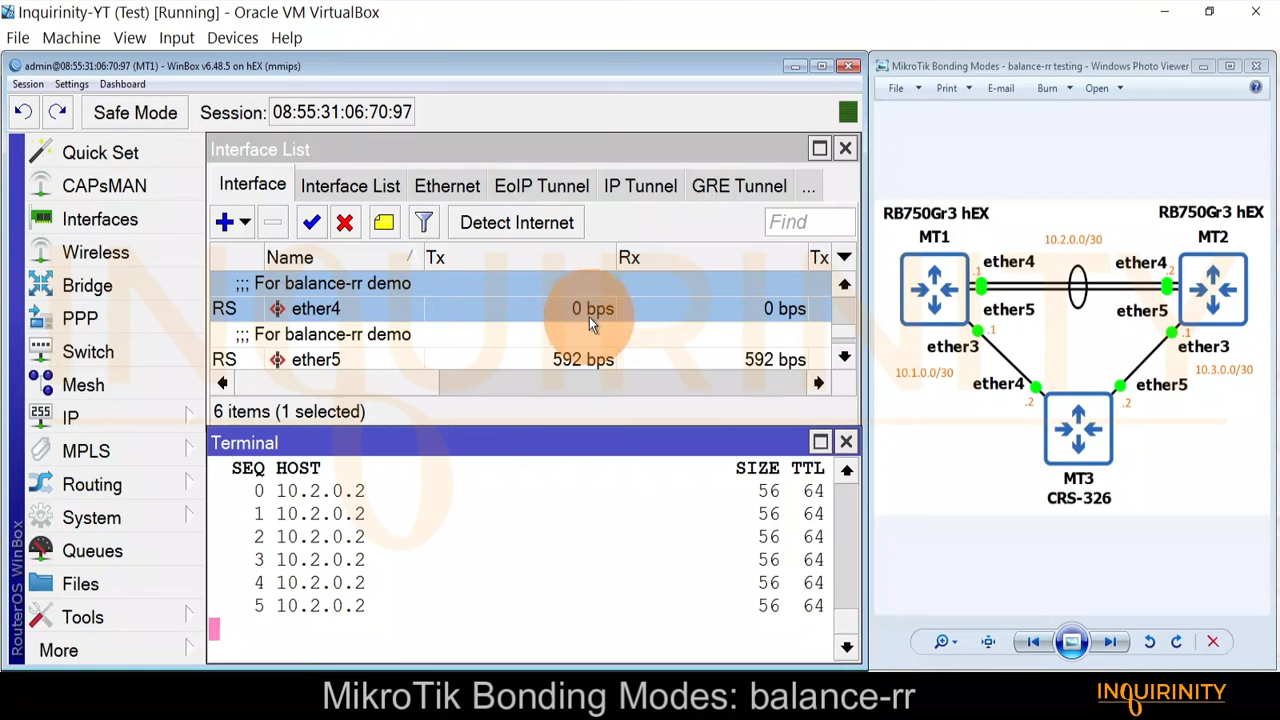 Inquirinity-YT (Test) [Running] - Oracle VM VirtualBox
File Machine View Input Devices Help
admin@08:55:31:06:70:97 (MT1) - WinBox v6.48.5 on hEX (mmips)
Session Settings Dashboard
Safe Mode Session: 08:55:31:06:70:97
Quick Set
CAPsMAN
Interfaces
Wireless
Bridge
PPP
Switch
Mesh
255
IP
MPLS
Routing
System
Queues
Files
Tools
More
RouterOS WinBox
Interface List
Interface Interface List Ethernet EoIP Tunnel IP Tunnel GRE Tunnel ...
Detect Internet Find
Name Tx Rx Tx
;;; For balance-rr demo
RS ether4 0 bps 0 bps
;;; For balance-rr demo
RS ether5 592 bps 592 bps
6 items (1 selected)
Terminal
SEQ HOST SIZE TTL
0 10.2.0.2 56 64
1 10.2.0.2 56 64
2 10.2.0.2 56 64
3 10.2.0.2 56 64
4 10.2.0.2 56 64
5 10.2.0.2 56 64
INQUIRINITY
MikroTik Bonding Modes - balance-rr testing - Windows Photo Viewer
File Print E-mail Burn Open
RB750Gr3 hEX RB750Gr3 hEX
MT1 10.2.0.0/30 MT2
ether4 ether4
.1 .2
ether5 ether5
.1 .1
ether3 ether3
10.1.0.0/30 10.3.0.0/30
ether4 ether5
.2 .2
MT3
CRS-326
MikroTik Bonding Modes: balance-rr
INQUIRINITY